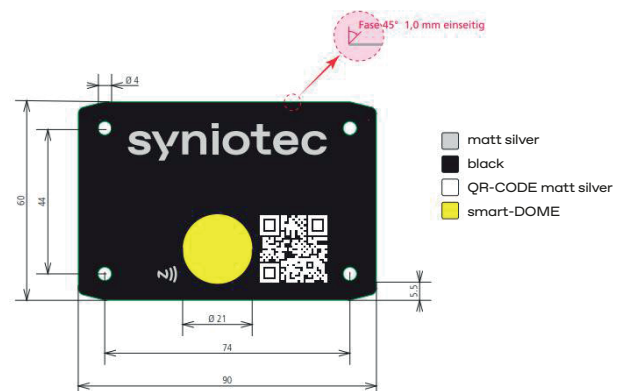 Fase 45° 1,0 mm einseitig
Ø 4
syniotec
60
44
matt silver
black
QR-CODE matt silver
smart-DOME
N
5.5
Ø 21
74
90